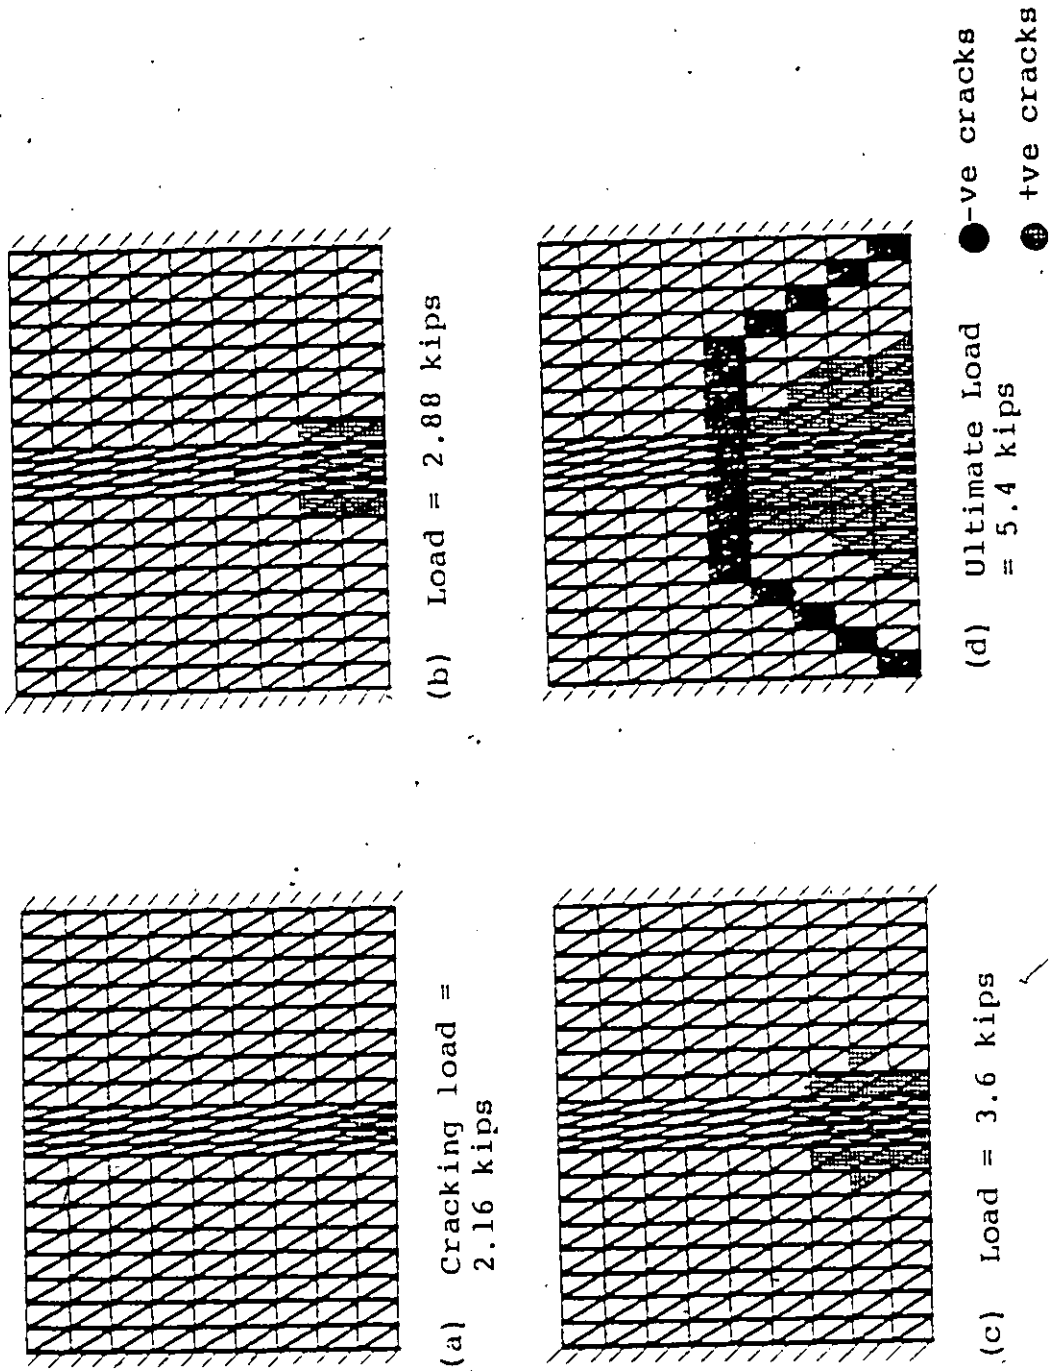 (a) Cracking load =
2.16 kips
(b) Load = 2.88 kips
(c) Load = 3.6 kips
(d) Ultimate Load
= 5.4 kips
-ve cracks
+ve cracks